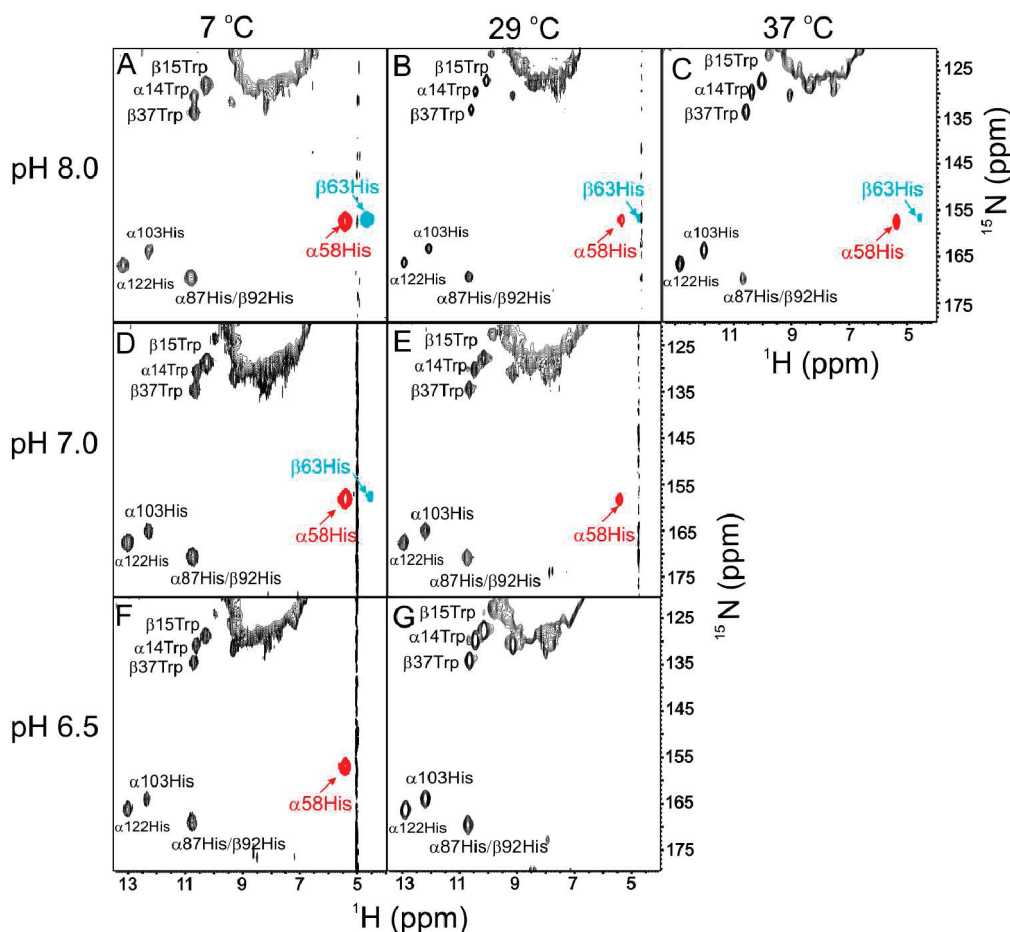 7 °C
29 °C
37 °C
pH 8.0
A
β15Trp
α14Trp
β37Trp
β63His
α58His
α103His
α122His
α87His/β92His
B
β15Trp
α14Trp
β37Trp
β63His
α58His
α103His
α122His
α87His/β92His
C
β15Trp
α14Trp
β37Trp
β63His
α58His
α103His
α122His
α87His/β92His
125
135
145
155
165
175
15N (ppm)
11 9 7 5
1H (ppm)
pH 7.0
D
β15Trp
α14Trp
β37Trp
β63His
α58His
α103His
α122His
α87His/β92His
E
β15Trp
α14Trp
β37Trp
α58His
α103His
α122His
α87His/β92His
125
135
145
155
165
175
15N (ppm)
pH 6.5
F
β15Trp
α14Trp
β37Trp
α58His
α103His
α122His
α87His/β92His
G
β15Trp
α14Trp
β37Trp
α103His
α122His
α87His/β92His
125
135
145
155
165
175
13 11 9 7 5
13 11 9 7 5
1H (ppm)